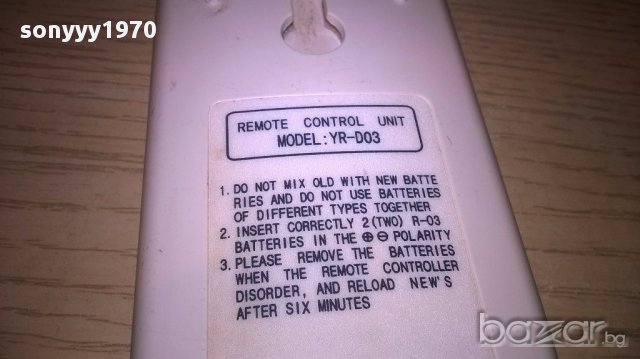 sonyyy1970
REMOTE CONTROL UNIT
MODEL:YR-D03
1. DO NOT MIX OLD WITH NEW BATTE
RIES AND DO NOT USE BATTERIES
OF DIFFERENT TYPES TOGETHER
2. INSERT CORRECTLY 2(TWO) R-03
BATTERIES IN THE ⊕⊖ POLARITY
3. PLEASE REMOVE THE BATTERIES
WHEN THE REMOTE CONTROLLER
DISORDER, AND RELOAD NEW'S
AFTER SIX MINUTES
bazar.bg